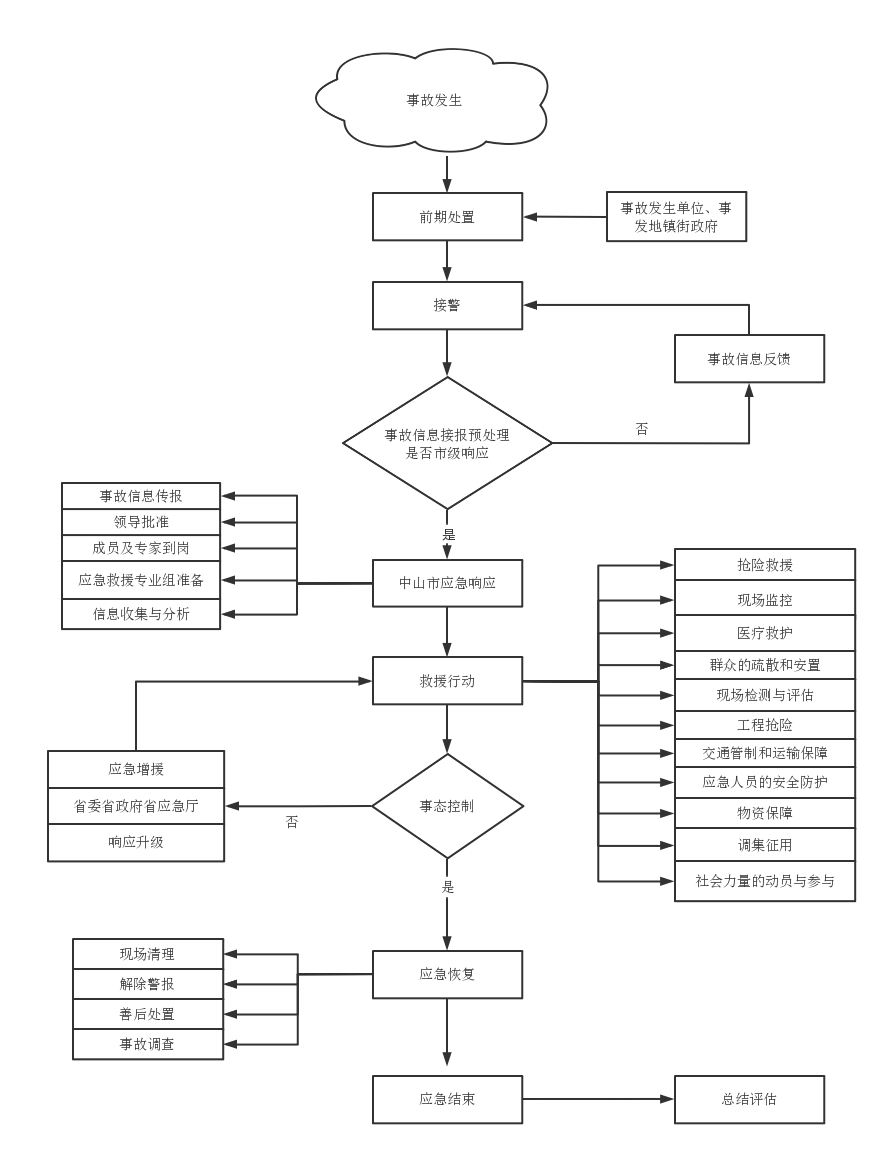 事故发生
前期处置
事故发生单位、事
发地镇街政府
接警
事故信息反馈
事故信息接报预处理
是否市级响应
否
是
事故信息传报
领导批准
成员及专家到岗
应急救援专业组准备
信息收集与分析
中山市应急响应
抢险救援
现场监控
医疗救护
群众的疏散和安置
现场检测与评估
工程抢险
交通管制和运输保障
应急人员的安全防护
物资保障
调集征用
社会力量的动员与参与
救援行动
应急增援
省委省政府省应急厅
响应升级
否
事态控制
是
现场清理
解除警报
善后处置
事故调查
应急恢复
应急结束
总结评估